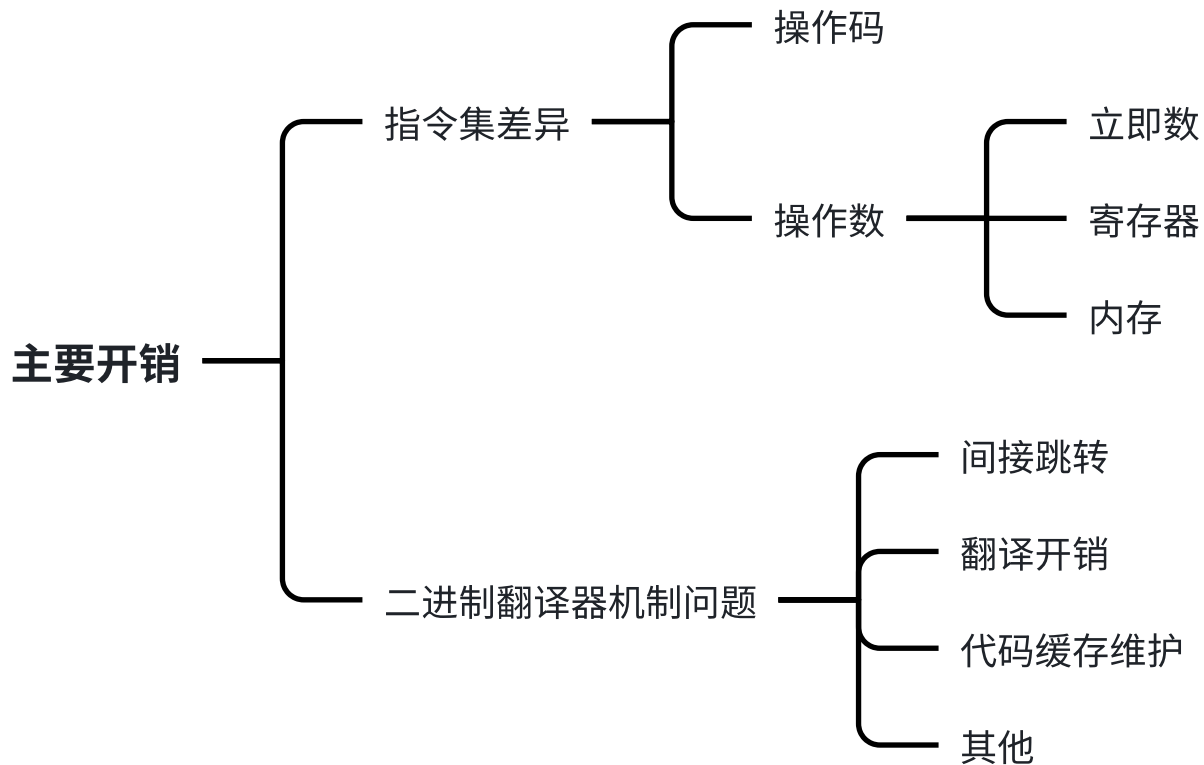 主要开销
指令集差异
操作码
操作数
立即数
寄存器
内存
二进制翻译器机制问题
间接跳转
翻译开销
代码缓存维护
其他